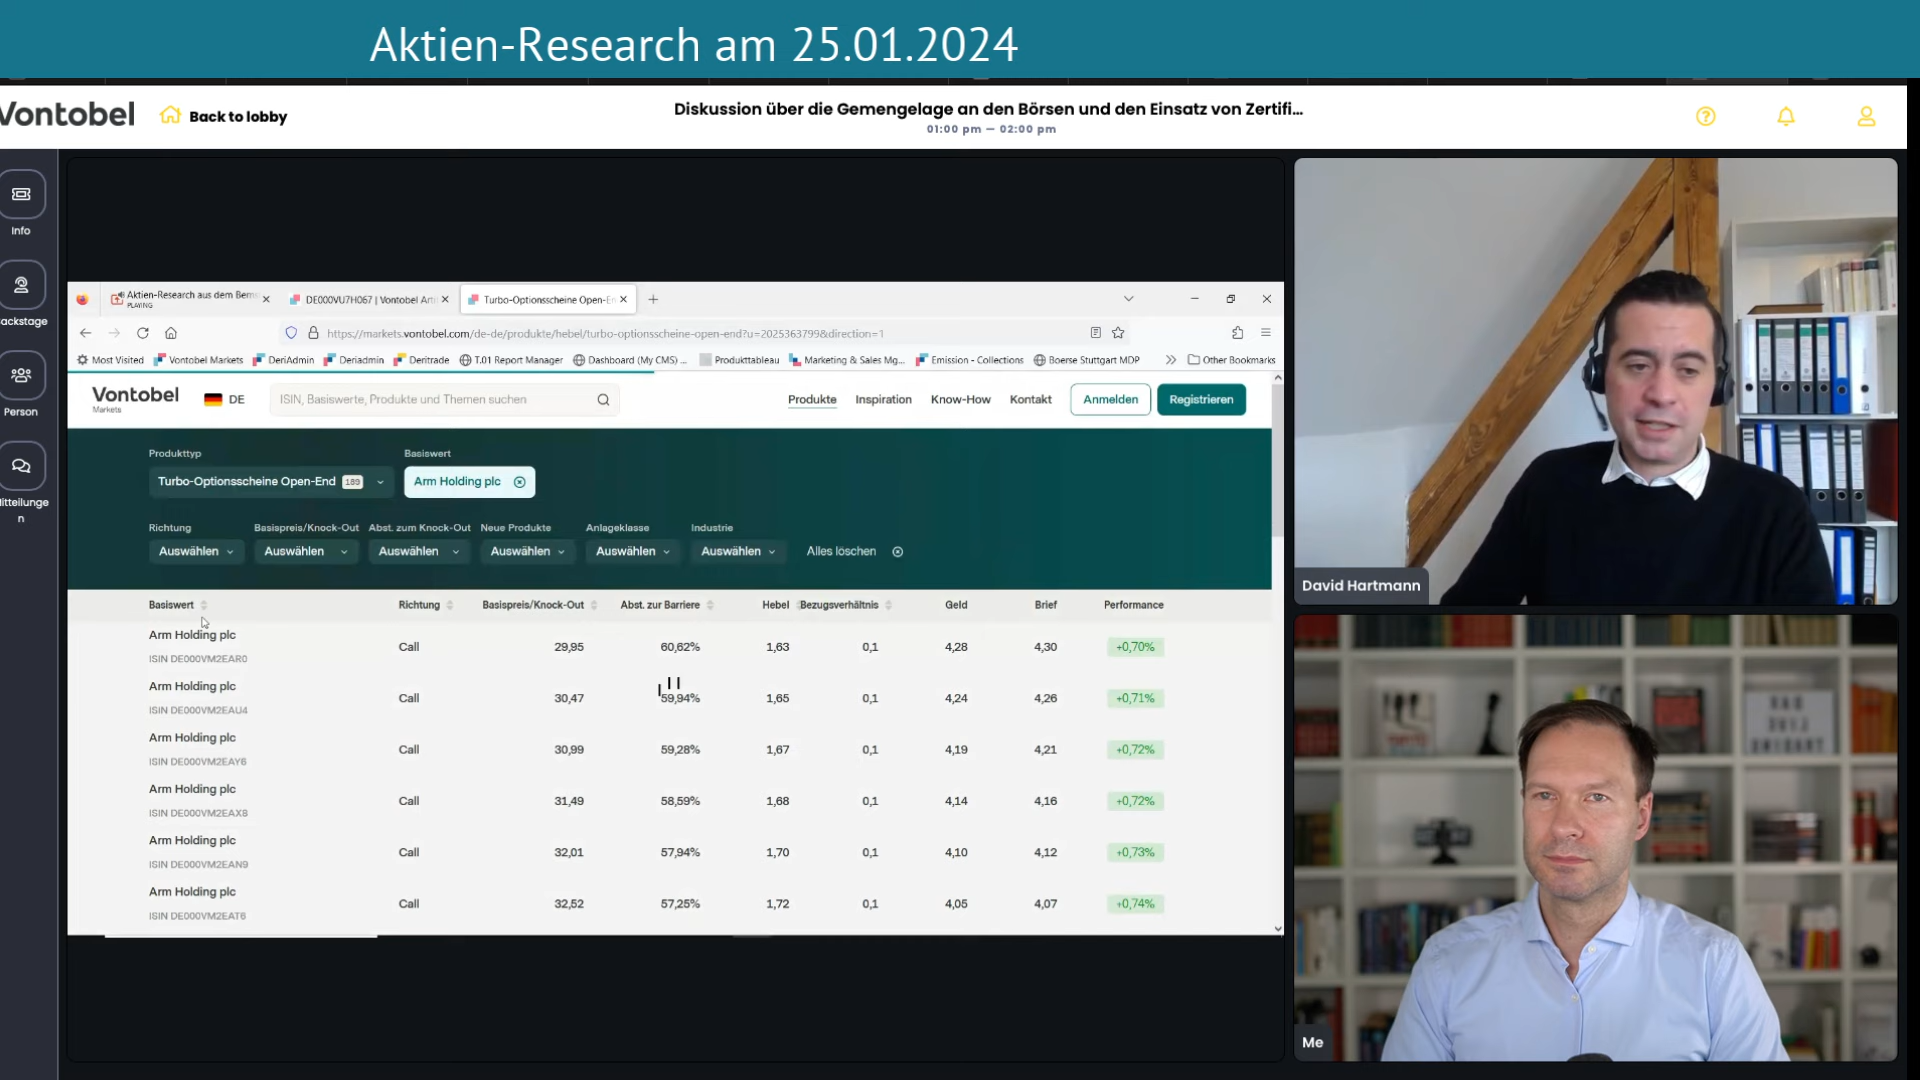 Aktien-Research am 25.01.2024
Vontobel
Back to lobby
Diskussion über die Gemengelage an den Börsen und den Einsatz von Zertifi...
01:00 pm — 02:00 pm
Info
ackstage
Person
litteilunge
n
Aktien-Research aus dem Berns
PLAYING
DE000VU7H067 | Vontobel Arti
Turbo-Optionsscheine Open-En
https://markets.vontobel.com/de-de/produkte/hebel/turbo-optionsscheine-open-end?u=2025363799&direction=1
Most Visited Vontobel Markets DeriAdmin Deriadmin Deritrade T.01 Report Manager Dashboard (My CMS) ... Produkttableau Marketing & Sales Mg... Emission - Collections Boerse Stuttgart MDP Other Bookmarks
Vontobel
Markets
DE
ISIN, Basiswerte, Produkte und Themen suchen
Produkte Inspiration Know-How Kontakt Anmelden Registrieren
Produkttyp Basiswert
Turbo-Optionsscheine Open-End 189 Arm Holding plc
Richtung Basispreis/Knock-Out Abst. zum Knock-Out Neue Produkte Anlageklasse Industrie
Auswählen Auswählen Auswählen Auswählen Auswählen Auswählen Alles löschen
Basiswert Richtung Basispreis/Knock-Out Abst. zur Barriere Hebel Bezugsverhältnis Geld Brief Performance
Arm Holding plc
ISIN DE000VM2EAR0
Call 29,95 60,62% 1,63 0,1 4,28 4,30 +0,70%
Arm Holding plc
ISIN DE000VM2EAU4
Call 30,47 59,94% 1,65 0,1 4,24 4,26 +0,71%
Arm Holding plc
ISIN DE000VM2EAY6
Call 30,99 59,28% 1,67 0,1 4,19 4,21 +0,72%
Arm Holding plc
ISIN DE000VM2EAX8
Call 31,49 58,59% 1,68 0,1 4,14 4,16 +0,72%
Arm Holding plc
ISIN DE000VM2EAN9
Call 32,01 57,94% 1,70 0,1 4,10 4,12 +0,73%
Arm Holding plc
ISIN DE000VM2EAT6
Call 32,52 57,25% 1,72 0,1 4,05 4,07 +0,74%
David Hartmann
Me